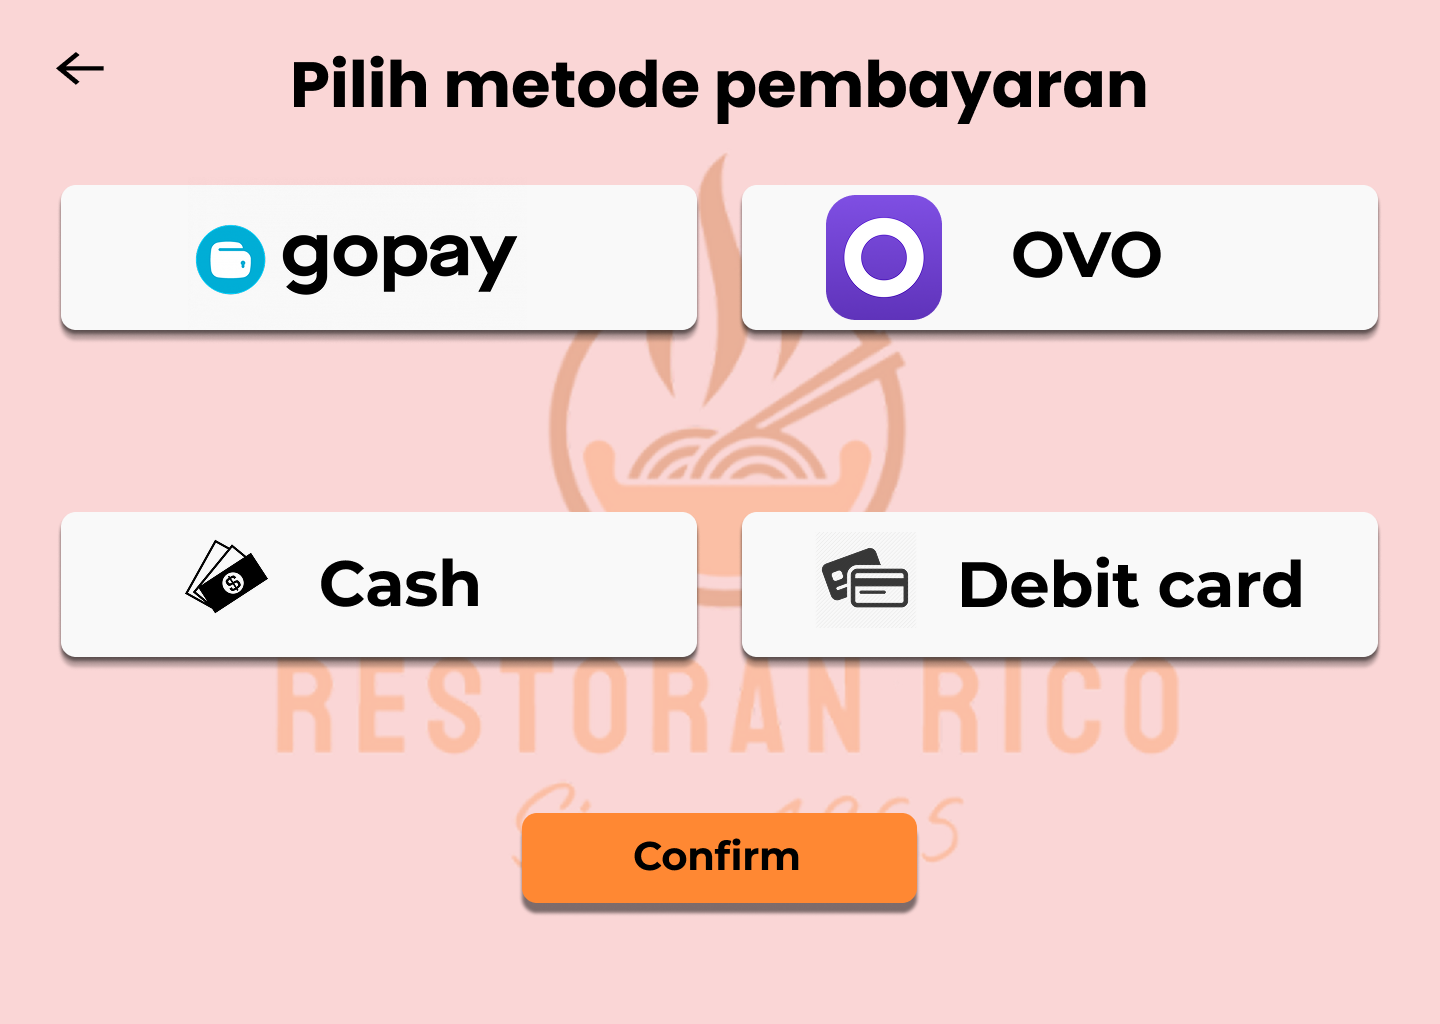 Pilih metode pembayaran
gopay
OVO
Cash
Debit card
RESTORAN RICO
Confirm